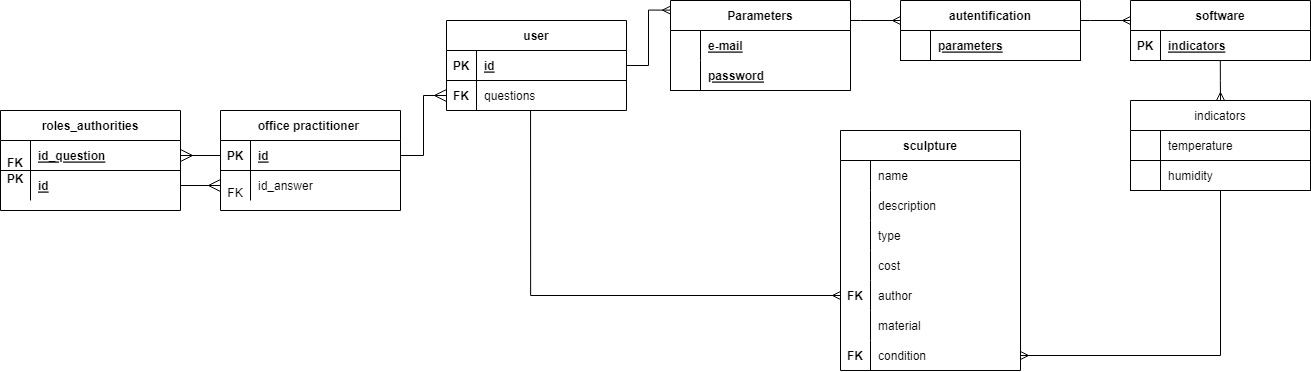 roles_authorities
FK id_question
PK id
office practitioner
PK id
FK id_answer
user
PK id
FK questions
Parameters
e-mail
password
autentification
parameters
software
PK indicators
indicators
temperature
humidity
sculpture
name
description
type
cost
FK author
material
FK condition